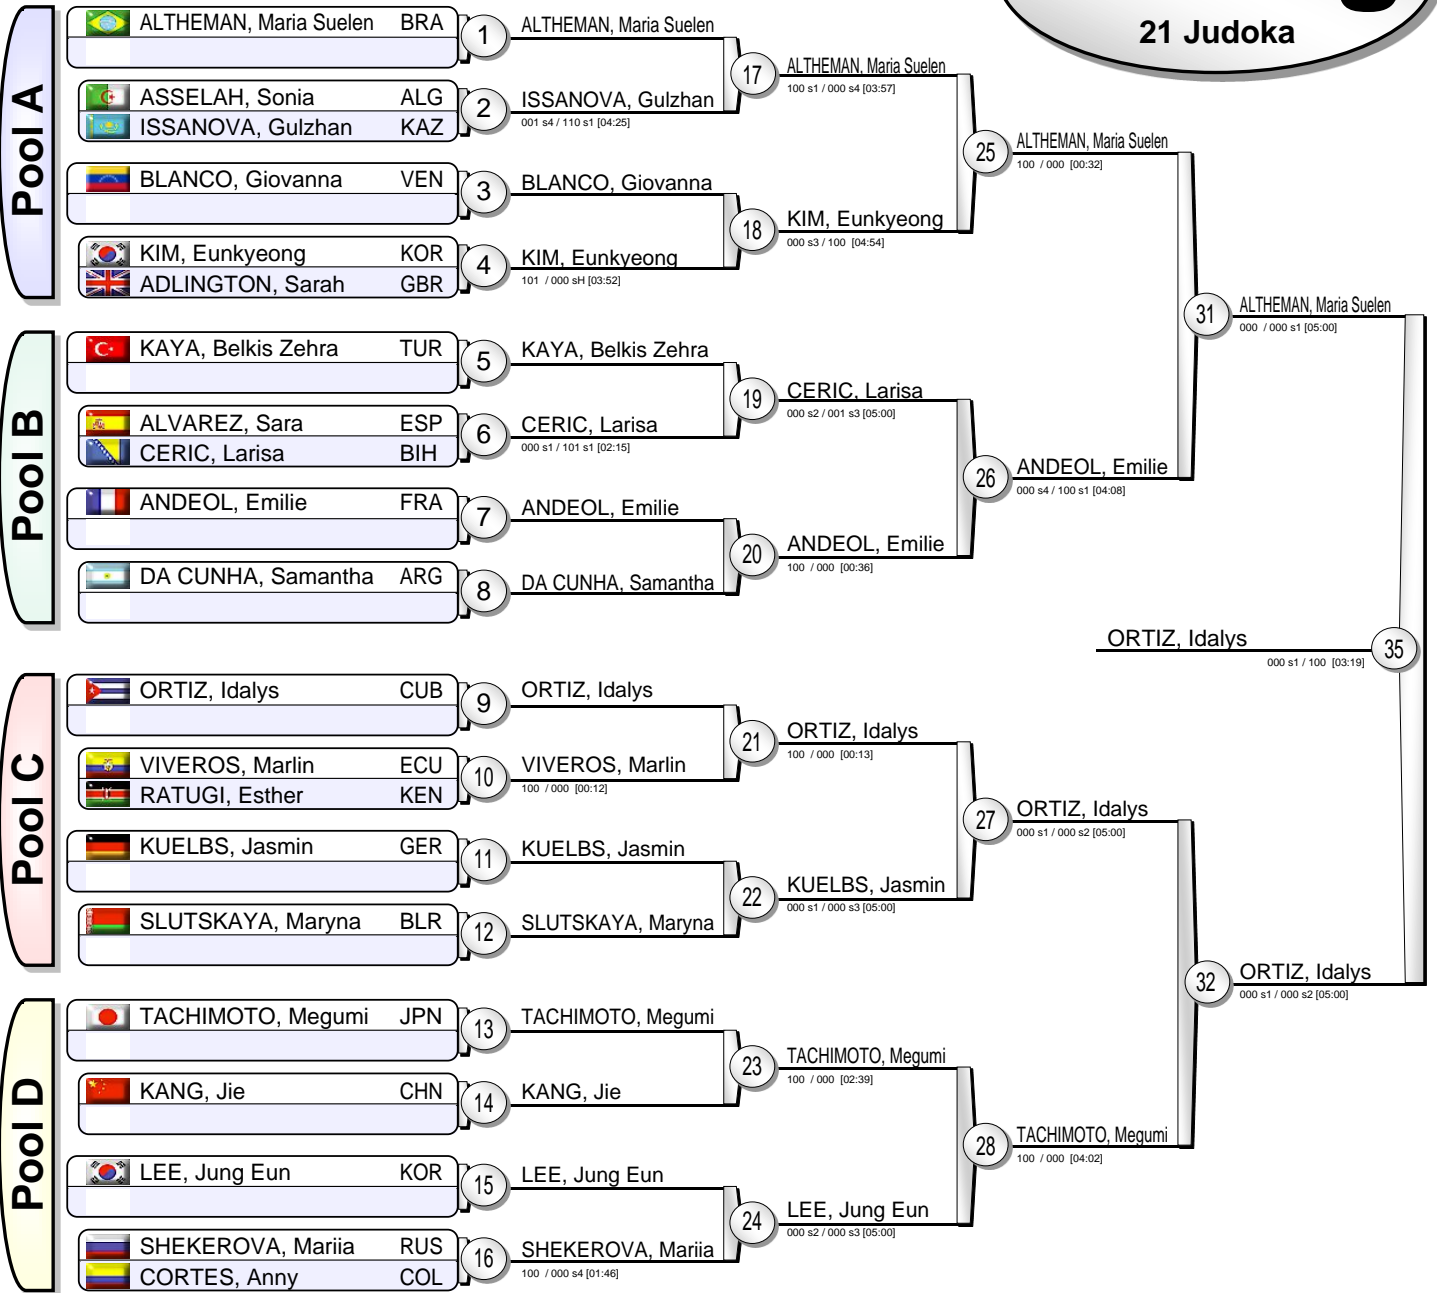 21 Judoka
Pool A
ALTHEMAN, Maria Suelen BRA
1
ALTHEMAN, Maria Suelen
ASSELAH, Sonia ALG
ISSANOVA, Gulzhan KAZ
2
ISSANOVA, Gulzhan
001 s4 / 110 s1 [04:25]
17
ALTHEMAN, Maria Suelen
100 s1 / 000 s4 [03:57]
BLANCO, Giovanna VEN
3
BLANCO, Giovanna
KIM, Eunkyeong KOR
ADLINGTON, Sarah GBR
4
KIM, Eunkyeong
101 / 000 sH [03:52]
18
KIM, Eunkyeong
000 s3 / 100 [04:54]
25
ALTHEMAN, Maria Suelen
100 / 000 [00:32]
Pool B
KAYA, Belkis Zehra TUR
5
KAYA, Belkis Zehra
ALVAREZ, Sara ESP
CERIC, Larisa BIH
6
CERIC, Larisa
000 s1 / 101 s1 [02:15]
19
CERIC, Larisa
000 s2 / 001 s3 [05:00]
ANDEOL, Emilie FRA
7
ANDEOL, Emilie
DA CUNHA, Samantha ARG
8
DA CUNHA, Samantha
20
ANDEOL, Emilie
100 / 000 [00:36]
26
ANDEOL, Emilie
000 s4 / 100 s1 [04:08]
31
ALTHEMAN, Maria Suelen
000 / 000 s1 [05:00]
ORTIZ, Idalys
000 s1 / 100 [03:19]
35
Pool C
ORTIZ, Idalys CUB
9
ORTIZ, Idalys
VIVEROS, Marlin ECU
RATUGI, Esther KEN
10
VIVEROS, Marlin
100 / 000 [00:12]
21
ORTIZ, Idalys
100 / 000 [00:13]
KUELBS, Jasmin GER
11
KUELBS, Jasmin
SLUTSKAYA, Maryna BLR
12
SLUTSKAYA, Maryna
22
KUELBS, Jasmin
000 s1 / 000 s3 [05:00]
27
ORTIZ, Idalys
000 s1 / 000 s2 [05:00]
Pool D
TACHIMOTO, Megumi JPN
13
TACHIMOTO, Megumi
KANG, Jie CHN
14
KANG, Jie
23
TACHIMOTO, Megumi
100 / 000 [02:39]
LEE, Jung Eun KOR
15
LEE, Jung Eun
SHEKEROVA, Mariia RUS
CORTES, Anny COL
16
SHEKEROVA, Mariia
100 / 000 s4 [01:46]
24
LEE, Jung Eun
000 s2 / 000 s3 [05:00]
28
TACHIMOTO, Megumi
100 / 000 [04:02]
32
ORTIZ, Idalys
000 s1 / 000 s2 [05:00]